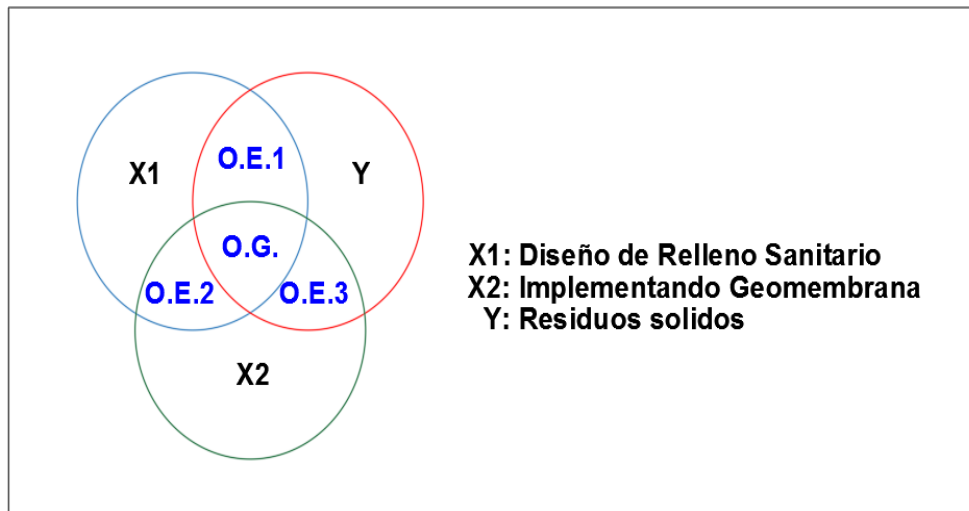 O.E.1
X1
Y
O.G.
O.E.2
O.E.3
X2
X1: Diseño de Relleno Sanitario
X2: Implementando Geomembrana
Y: Residuos solidos